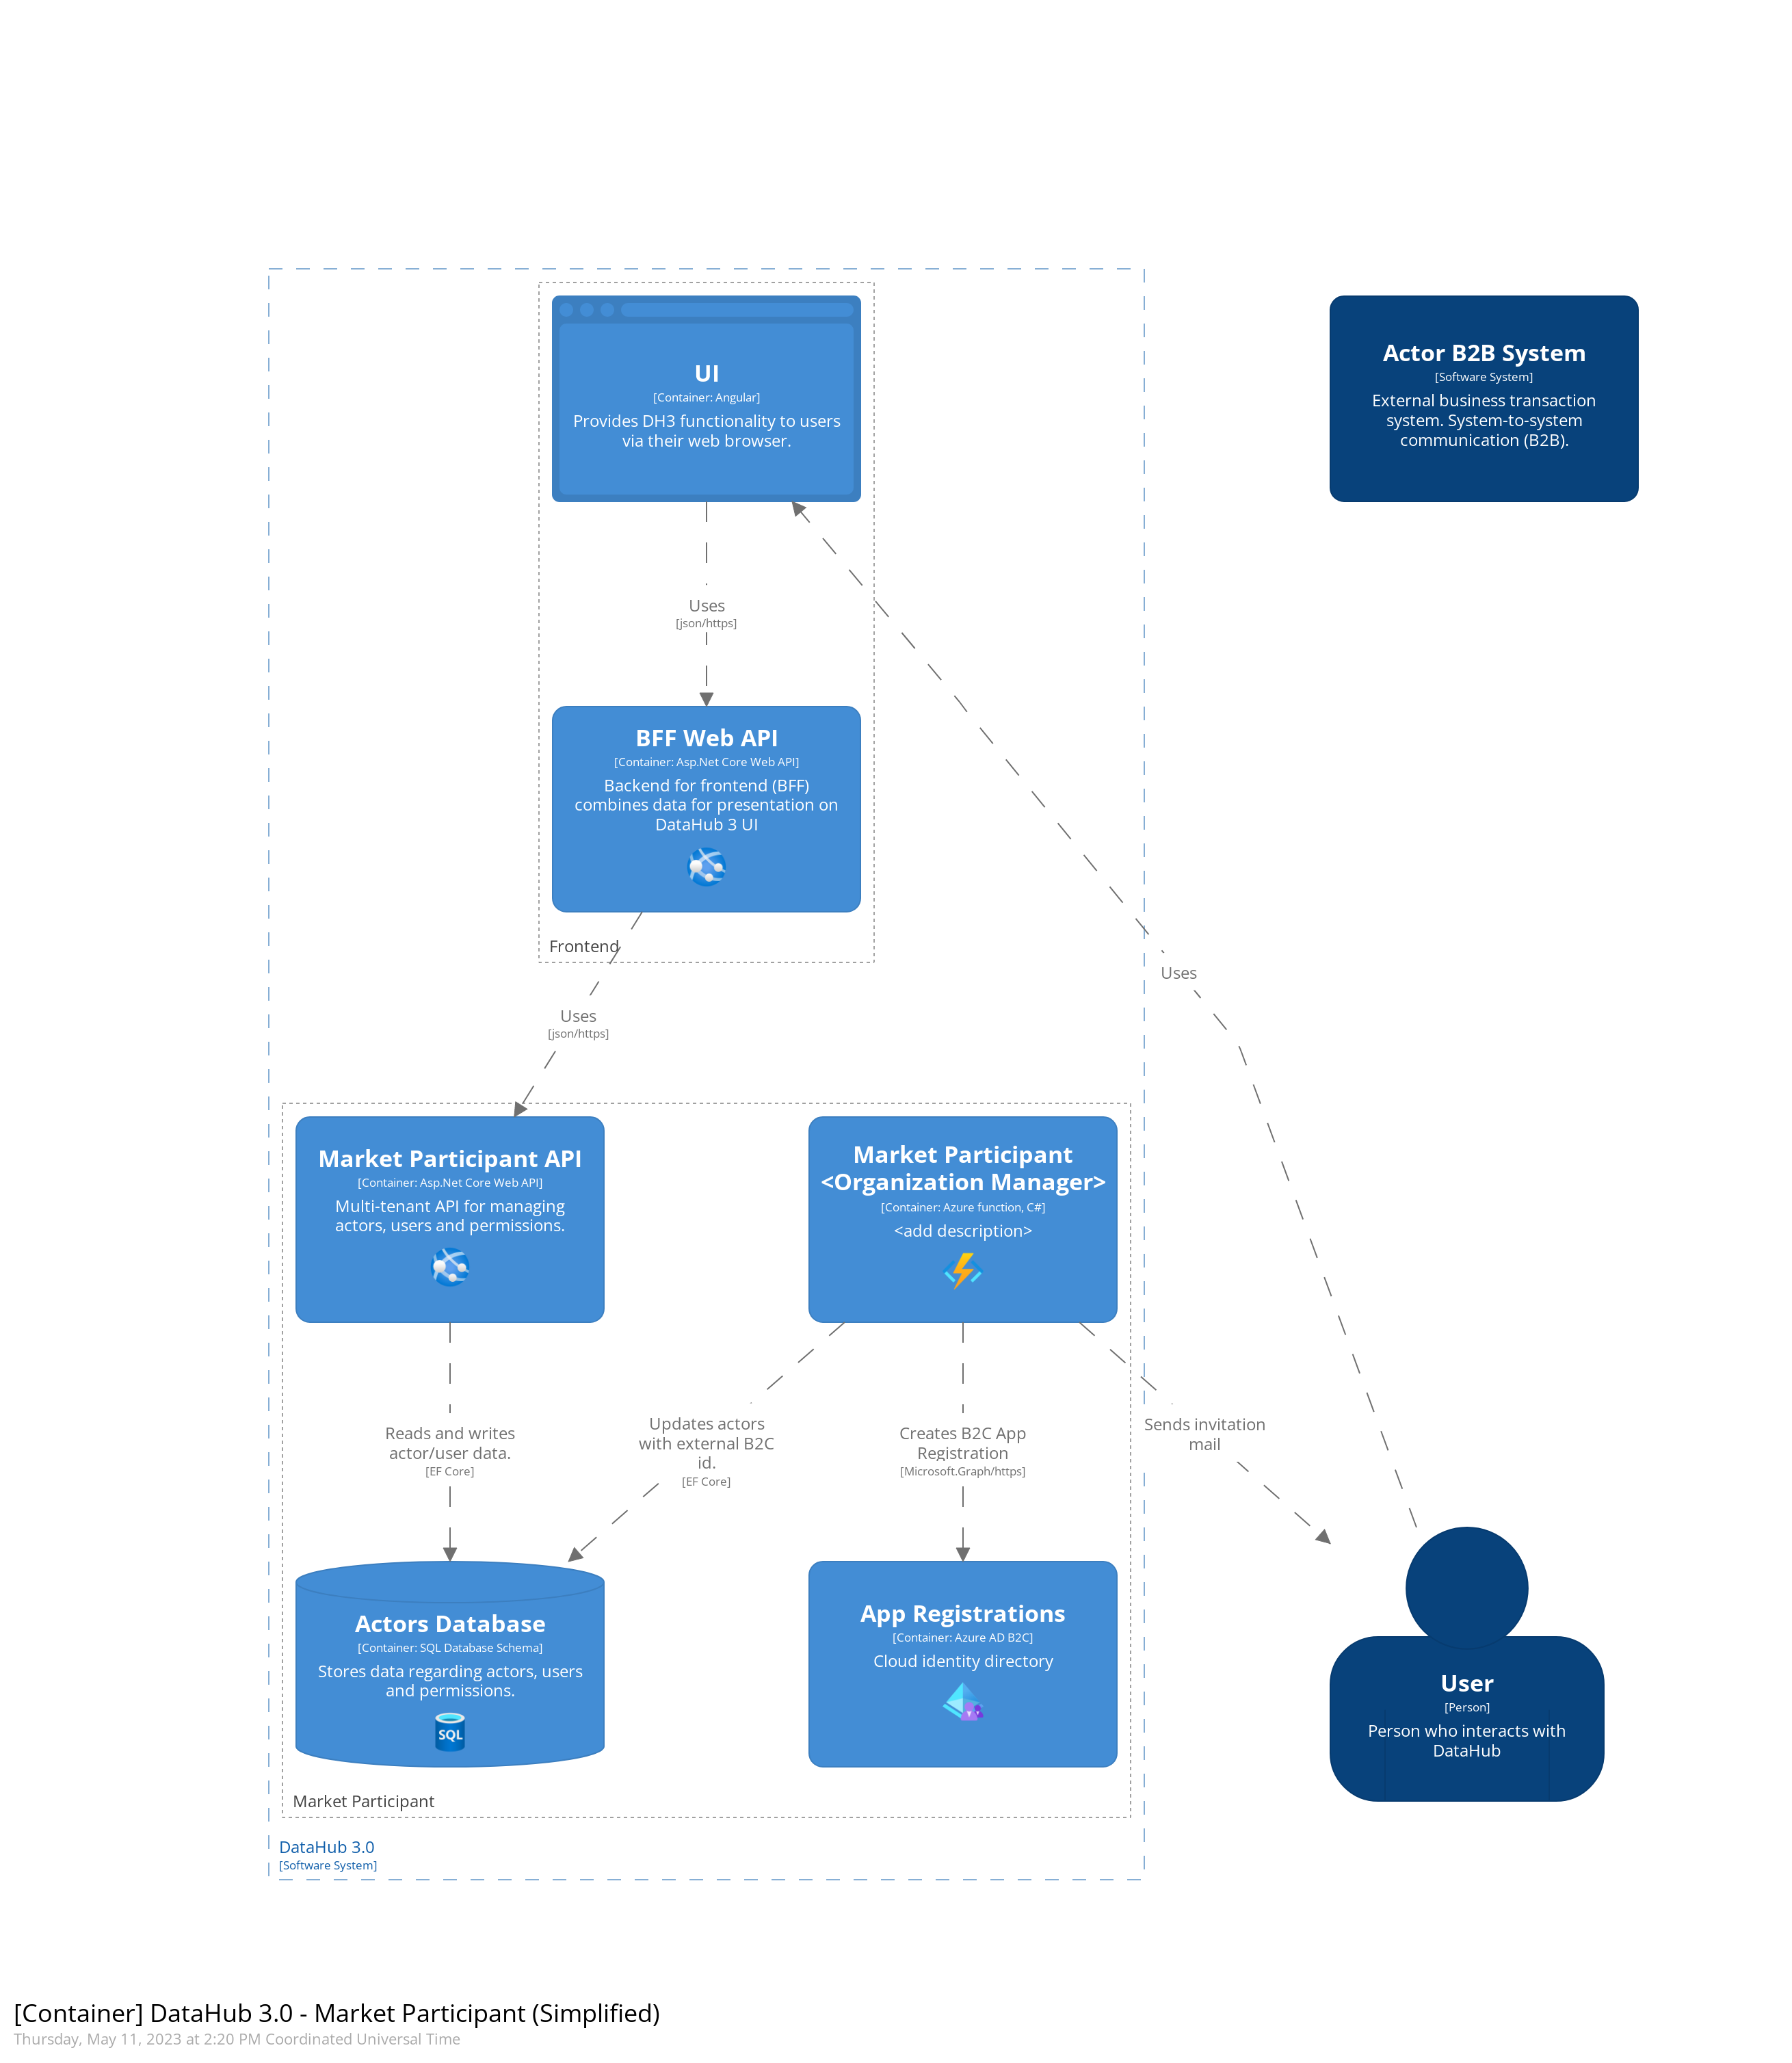 UI
[Container: Angular]
Provides DH3 functionality to users
via their web browser.
Actor B2B System
[Software System]
External business transaction
system. System-to-system
communication (B2B).
Uses
[json/https]
BFF Web API
[Container: Asp.Net Core Web API]
Backend for frontend (BFF)
combines data for presentation on
DataHub 3 UI
Frontend
Uses
Uses
[json/https]
Market Participant API
[Container: Asp.Net Core Web API]
Multi-tenant API for managing
actors, users and permissions.
Market Participant
<Organization Manager>
[Container: Azure function, C#]
<add description>
Reads and writes
actor/user data.
[EF Core]
Updates actors
with external B2C
id.
[EF Core]
Creates B2C App
Registration
[Microsoft.Graph/https]
Sends invitation
mail
Actors Database
[Container: SQL Database Schema]
Stores data regarding actors, users
and permissions.
SQL
App Registrations
[Container: Azure AD B2C]
Cloud identity directory
User
[Person]
Person who interacts with
DataHub
Market Participant
DataHub 3.0
[Software System]
[Container] DataHub 3.0 - Market Participant (Simplified)
Thursday, May 11, 2023 at 2:20 PM Coordinated Universal Time